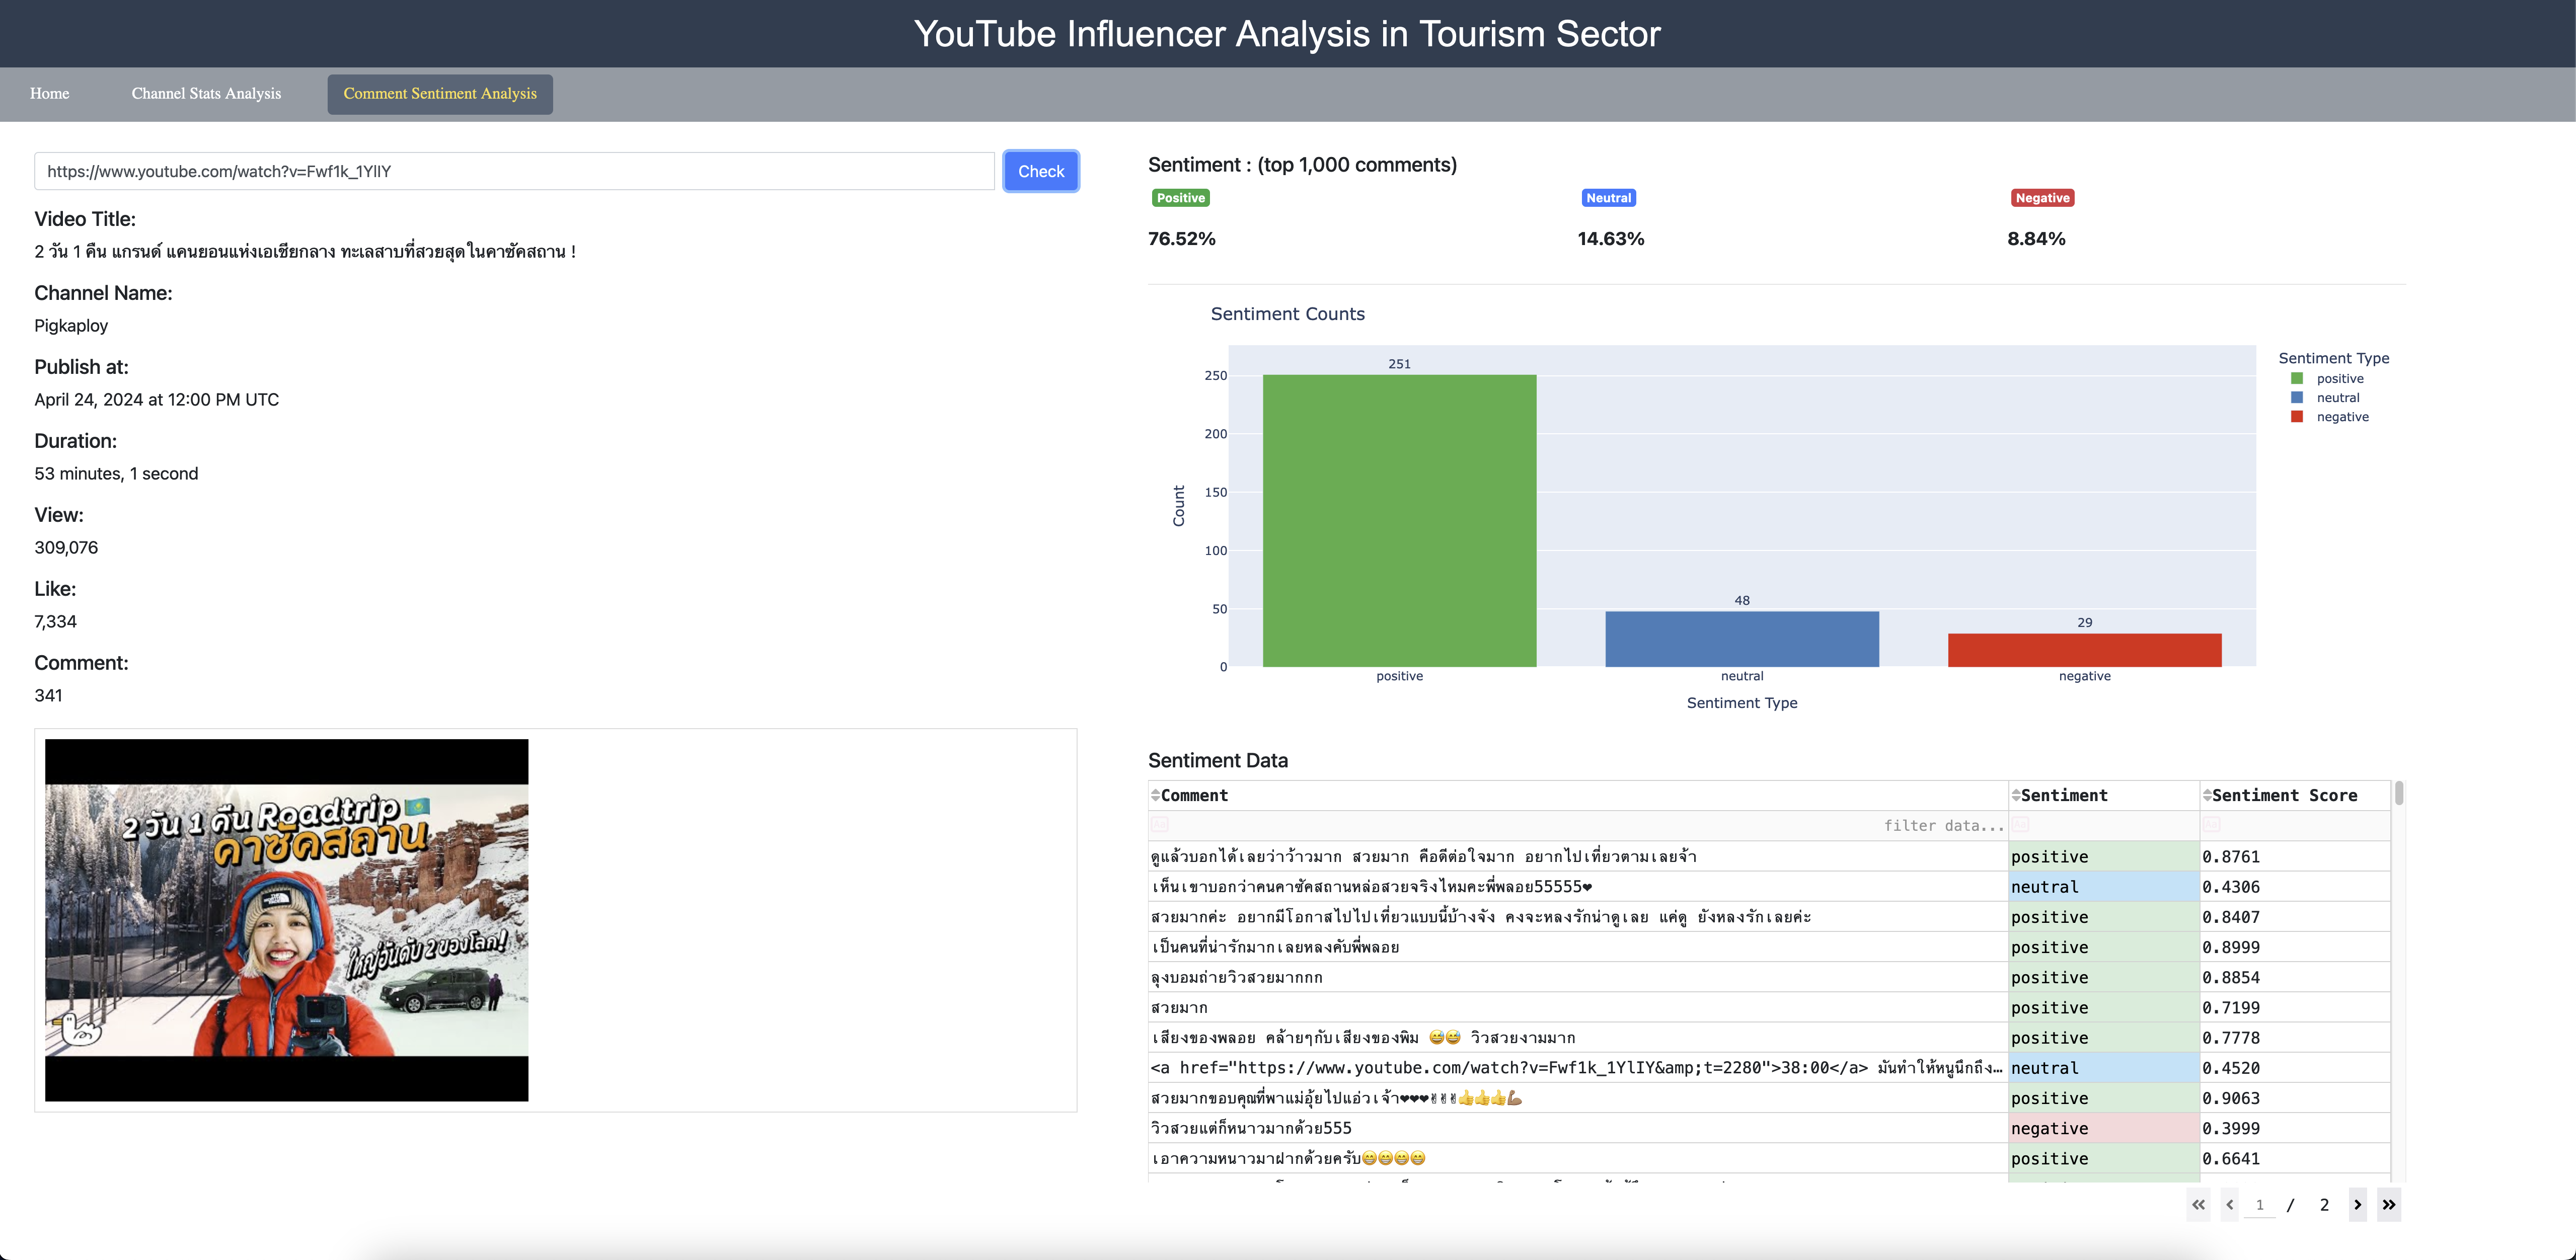 YouTube Influencer Analysis in Tourism Sector
Home
Channel Stats Analysis
Comment Sentiment Analysis
https://www.youtube.com/watch?v=Fwf1k_1YlIY
Check
Video Title:
2 วัน 1 คืน แกรนด์ แคนยอนแห่งเอเชียกลาง ทะเลสาบที่สวยสุดในคาซัคสถาน !
Channel Name:
Pigkaploy
Publish at:
April 24, 2024 at 12:00 PM UTC
Duration:
53 minutes, 1 second
View:
309,076
Like:
7,334
Comment:
341
2 วัน 1 คืน Roadtrip
คาซัคสถาน
THE NORTH FACE
ใหญ่อันดับ 2 ของโลก!
Sentiment : (top 1,000 comments)
Positive
Neutral
Negative
76.52%
14.63%
8.84%
Sentiment Counts
251
48
29
250
200
150
100
50
0
Count
positive
neutral
negative
Sentiment Type
Sentiment Type
positive
neutral
negative
Sentiment Data
Comment Sentiment Sentiment Score
Aa filter data... Aa Aa
ดูแล้วบอกได้เลยว่าว้าวมาก สวยมาก คือดีต่อใจมาก อยากไปเที่ยวตามเลยจ้า positive 0.8761
เห็นเขาบอกว่าคนคาซัคสถานหล่อสวยจริงไหมคะพี่พลอย55555❤ neutral 0.4306
สวยมากค่ะ อยากมีโอกาสไปไปเที่ยวแบบนี้บ้างจัง คงจะหลงรักน่าดูเลย แค่ดู ยังหลงรักเลยค่ะ positive 0.8407
เป็นคนที่น่ารักมากเลยหลงคับพี่พลอย positive 0.8999
ลุงบอมถ่ายวิวสวยมากกก positive 0.8854
สวยมาก positive 0.7199
เสียงของพลอย คล้ายๆกับเสียงของพิม 😅😅 วิวสวยงามมาก positive 0.7778
<a href="https://www.youtube.com/watch?v=Fwf1k_1YlIY&amp;t=2280">38:00</a> มันทำให้หนูนึกถึง… neutral 0.4520
สวยมากขอบคุณที่พาแม่อุ้ยไปแอ่วเจ้า❤❤❤✌✌✌👍👍👍💪🏽 positive 0.9063
วิวสวยแต่ก็หนาวมากด้วย555 negative 0.3999
เอาความหนาวมาฝากด้วยครับ😁😁😁😁 positive 0.6641
« ‹ 1 / 2 › »